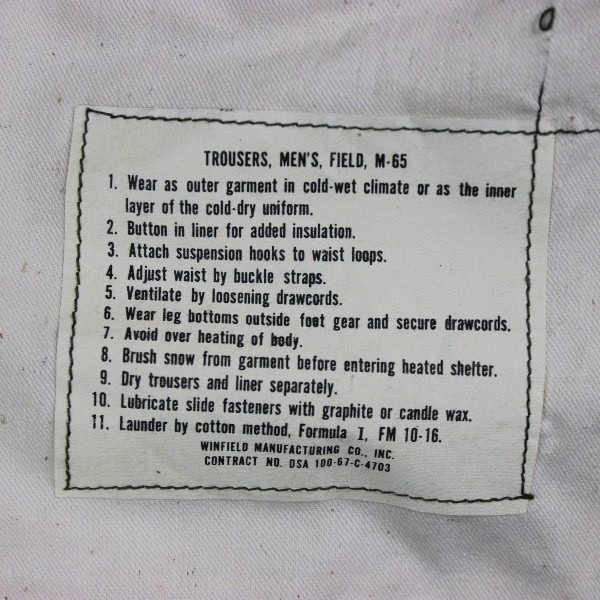 TROUSERS, MEN'S, FIELD, M-65
1. Wear as outer garment in cold-wet climate or as the inner
layer of the cold-dry uniform.
2. Button in liner for added insulation.
3. Attach suspension hooks to waist loops.
4. Adjust waist by buckle straps.
5. Ventilate by loosening drawcords.
6. Wear leg bottoms outside foot gear and secure drawcords.
7. Avoid over heating of body.
8. Brush snow from garment before entering heated shelter.
9. Dry trousers and liner separately.
10. Lubricate slide fasteners with graphite or candle wax.
11. Launder by cotton method, Formula I, FM 10-16.
WINFIELD MANUFACTURING CO., INC.
CONTRACT NO. DSA 100-67-C-4703